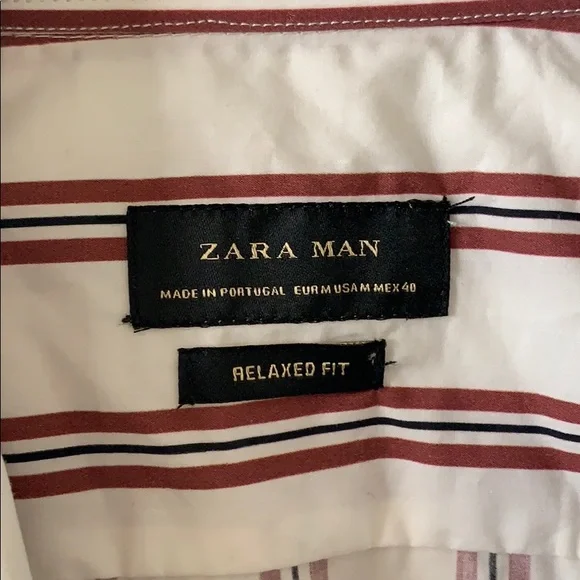 ZARA MAN
MADE IN PORTUGAL EUR M USA M MEX 40
RELAXED FIT